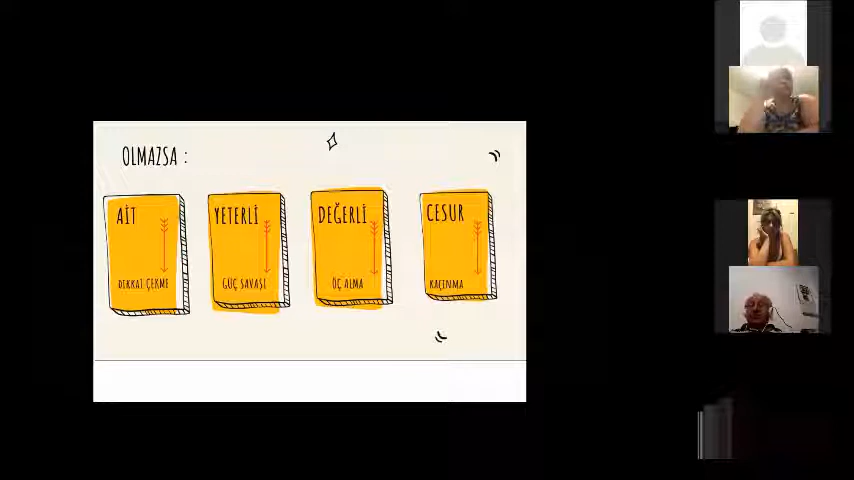 OLMAZSA :
AİT
DİKKAT ÇEKME
YETERLİ
GÜÇ SAVAŞI
DEĞERLİ
ÖÇ ALMA
CESUR
KAÇINMA